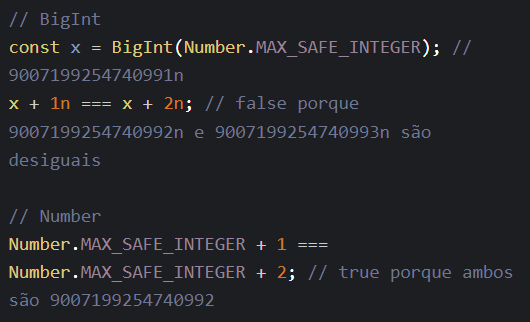 // BigInt
const x = BigInt(Number.MAX_SAFE_INTEGER); //
9007199254740991n
x + 1n === x + 2n; // false porque
9007199254740992n e 9007199254740993n são
desiguais

// Number
Number.MAX_SAFE_INTEGER + 1 ===
Number.MAX_SAFE_INTEGER + 2; // true porque ambos
são 9007199254740992